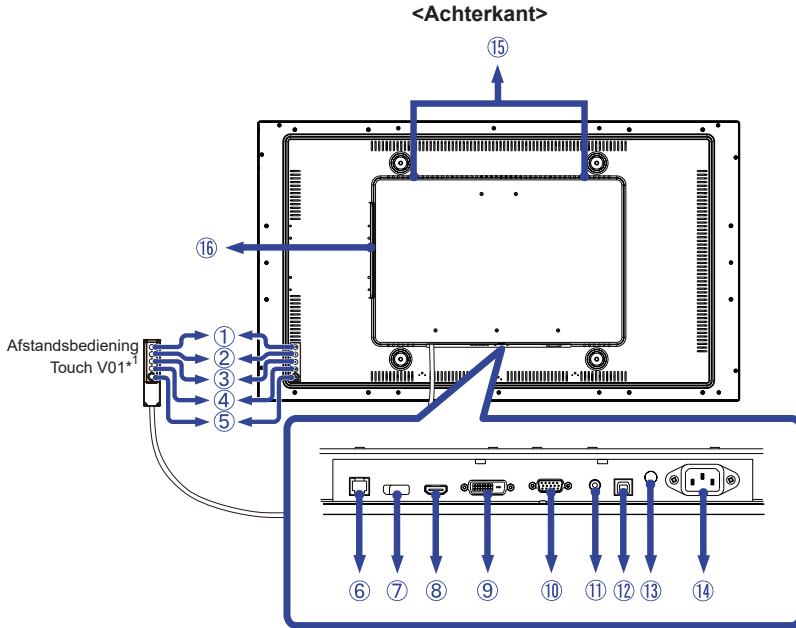 <Achterkant>
⑮
⑯
Afstandsbediening
Touch V01*1
①
②
③
④
⑤
⑥ ⑦ ⑧ ⑨ ⑩ ⑪ ⑫ ⑬ ⑭